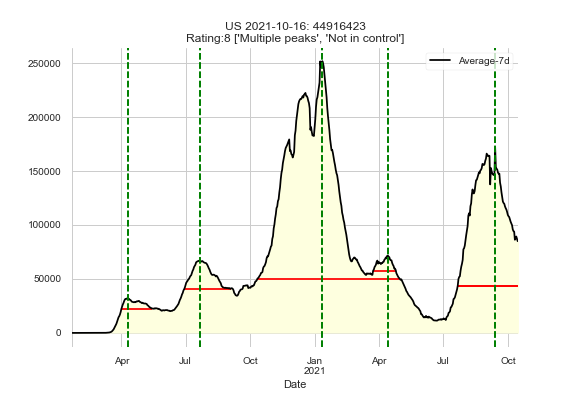 US 2021-10-16: 44916423
Rating:8 ['Multiple peaks', 'Not in control']
Average-7d
250000
200000
150000
100000
50000
0
Apr Jul Oct Jan Apr Jul Oct
2021
Date